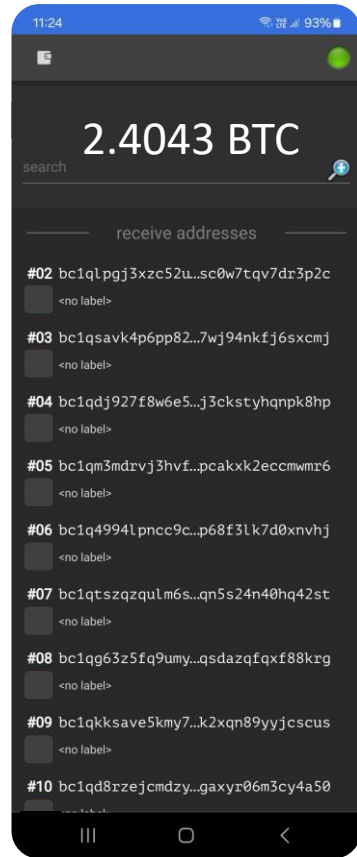 11:24 93%
2.4043 BTC
search
receive addresses
#02 bc1qlpgj3xzc52u…sc0w7tqv7dr3p2c
<no label>
#03 bc1qsavk4p6pp82…7wj94nkfj6sxcmj
<no label>
#04 bc1qdj927f8w6e5…j3ckstyhqnpk8hp
<no label>
#05 bc1qm3mdrvj3hvf…pcakxk2eccmwmr6
<no label>
#06 bc1q4994lpncc9c…p68f3lk7d0xnvhj
<no label>
#07 bc1qtszqzqulm6s…qn5s24n40hq42st
<no label>
#08 bc1qg63z5fq9umy…qsdazqfqxf88krg
<no label>
#09 bc1qkksave5kmy7…k2xqn89yyjcscus
<no label>
#10 bc1qd8rzejcmdzy…gaxyr06m3cy4a50